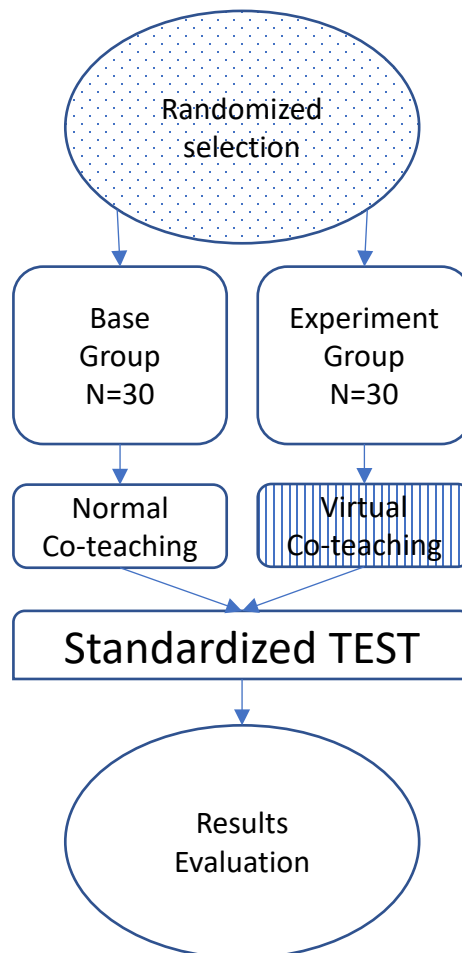 Randomized
selection
Base
Group
N=30
Experiment
Group
N=30
Normal
Co-teaching
Virtual
Co-teaching
Standardized TEST
Results
Evaluation